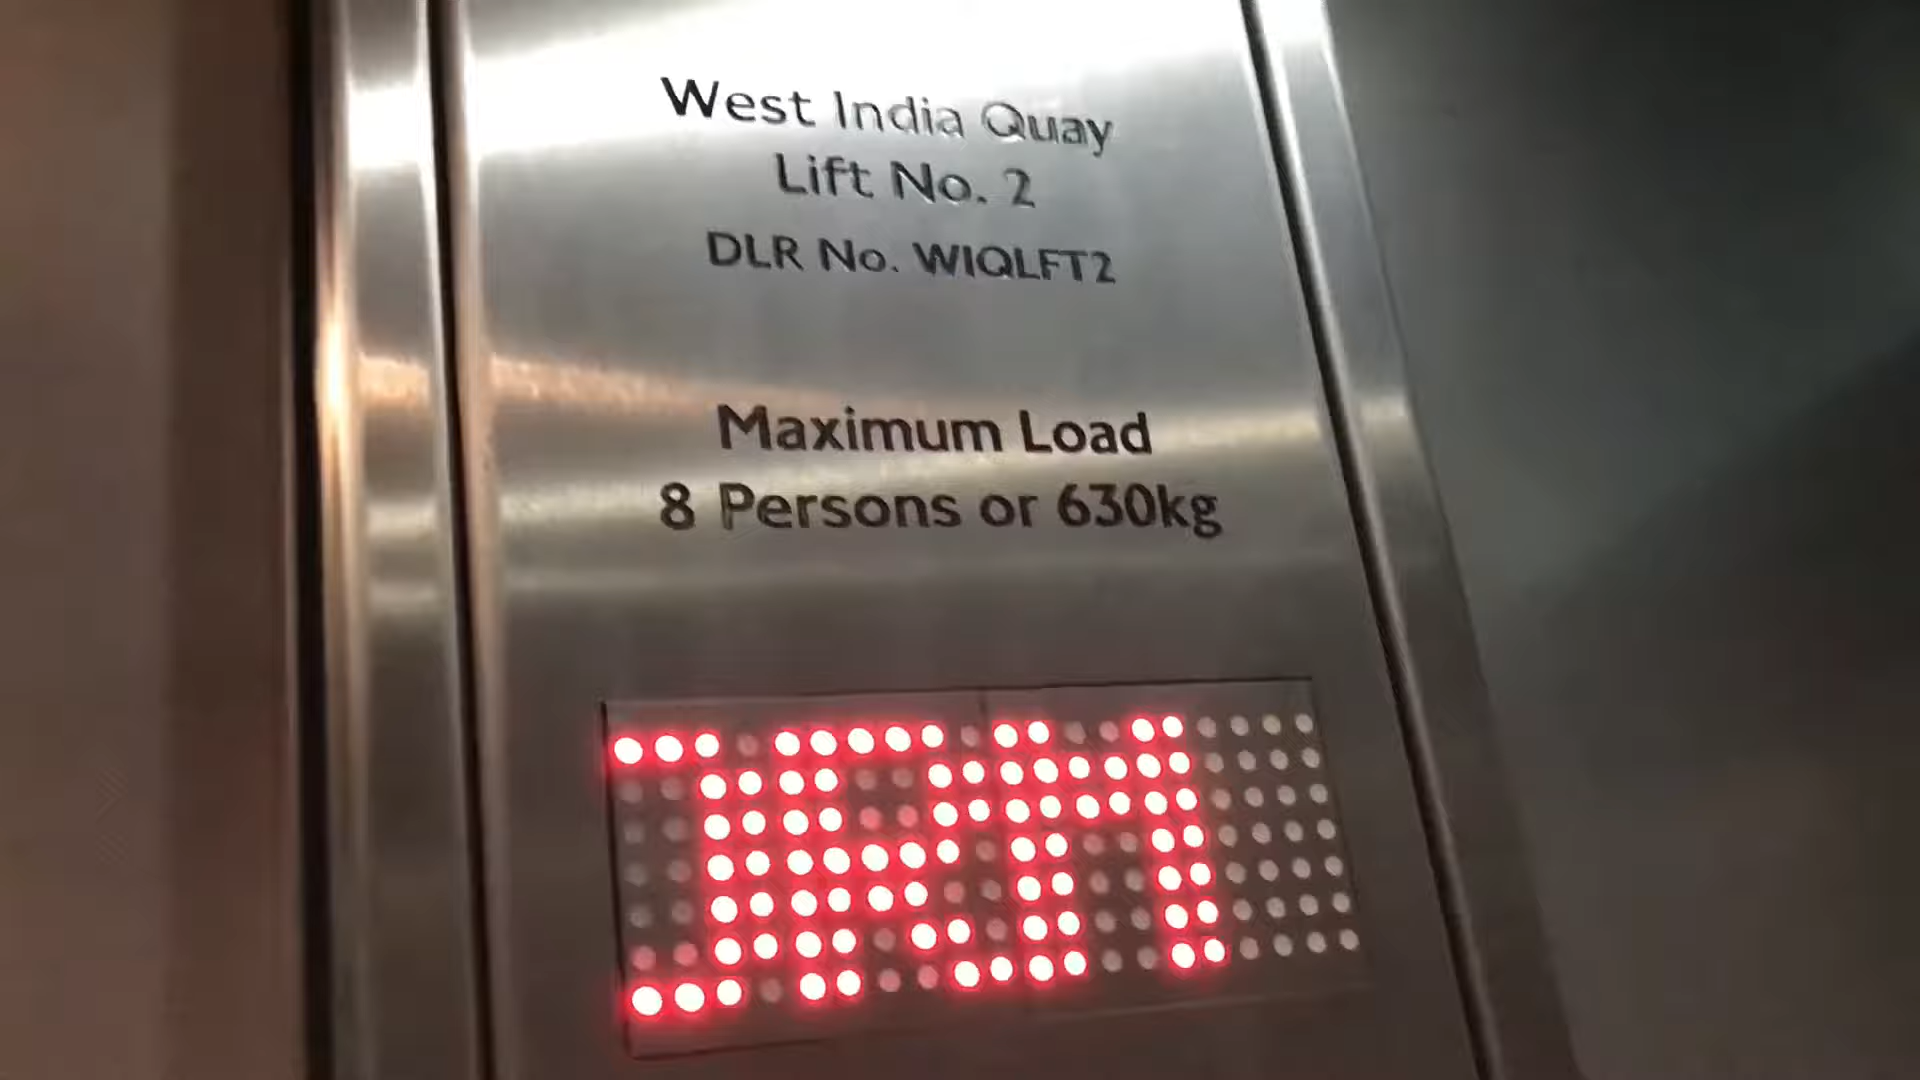 West India Quay
Lift No. 2
DLR No. WIQLFT2
Maximum Load
8 Persons or 630kg